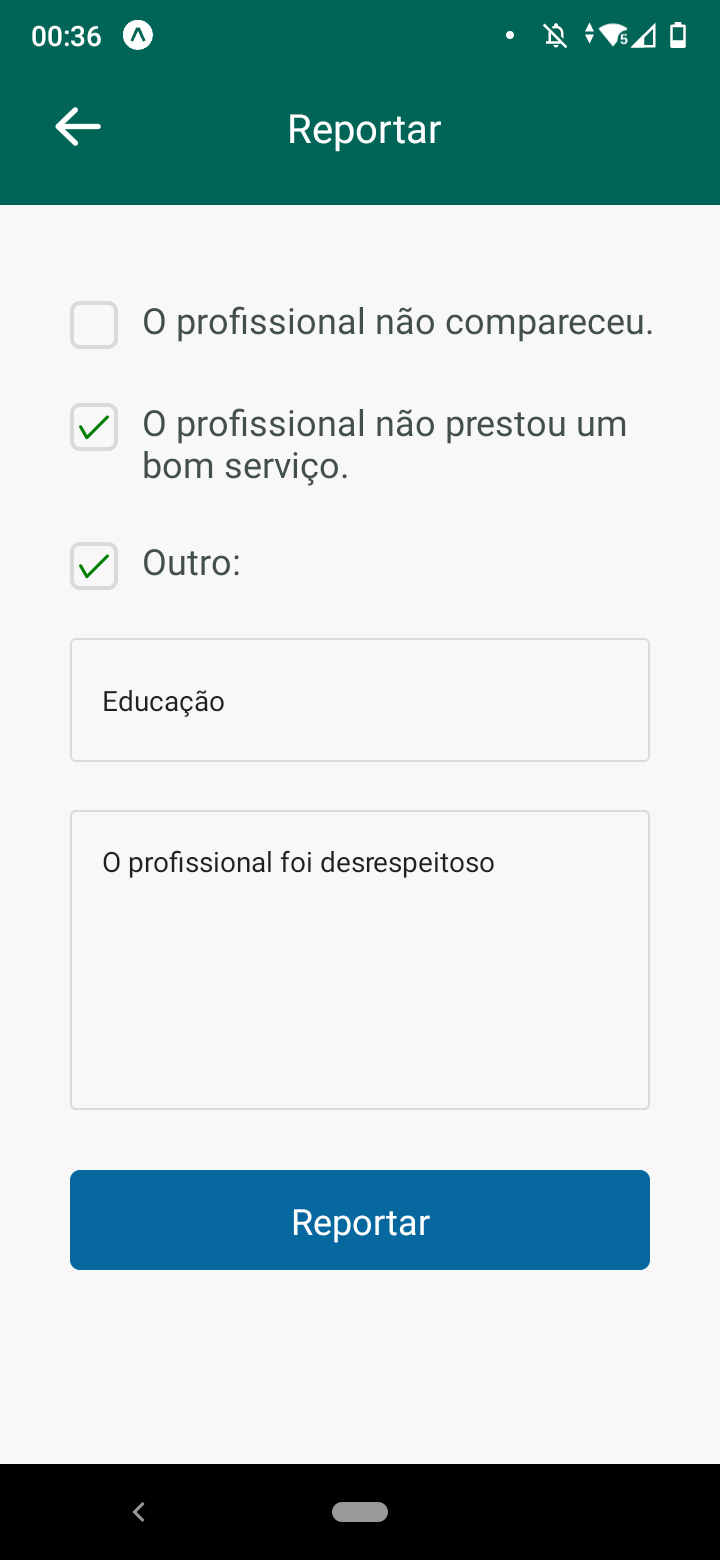 00:36
Reportar
O profissional não compareceu.
O profissional não prestou um
bom serviço.
Outro:
Educação
O profissional foi desrespeitoso
Reportar